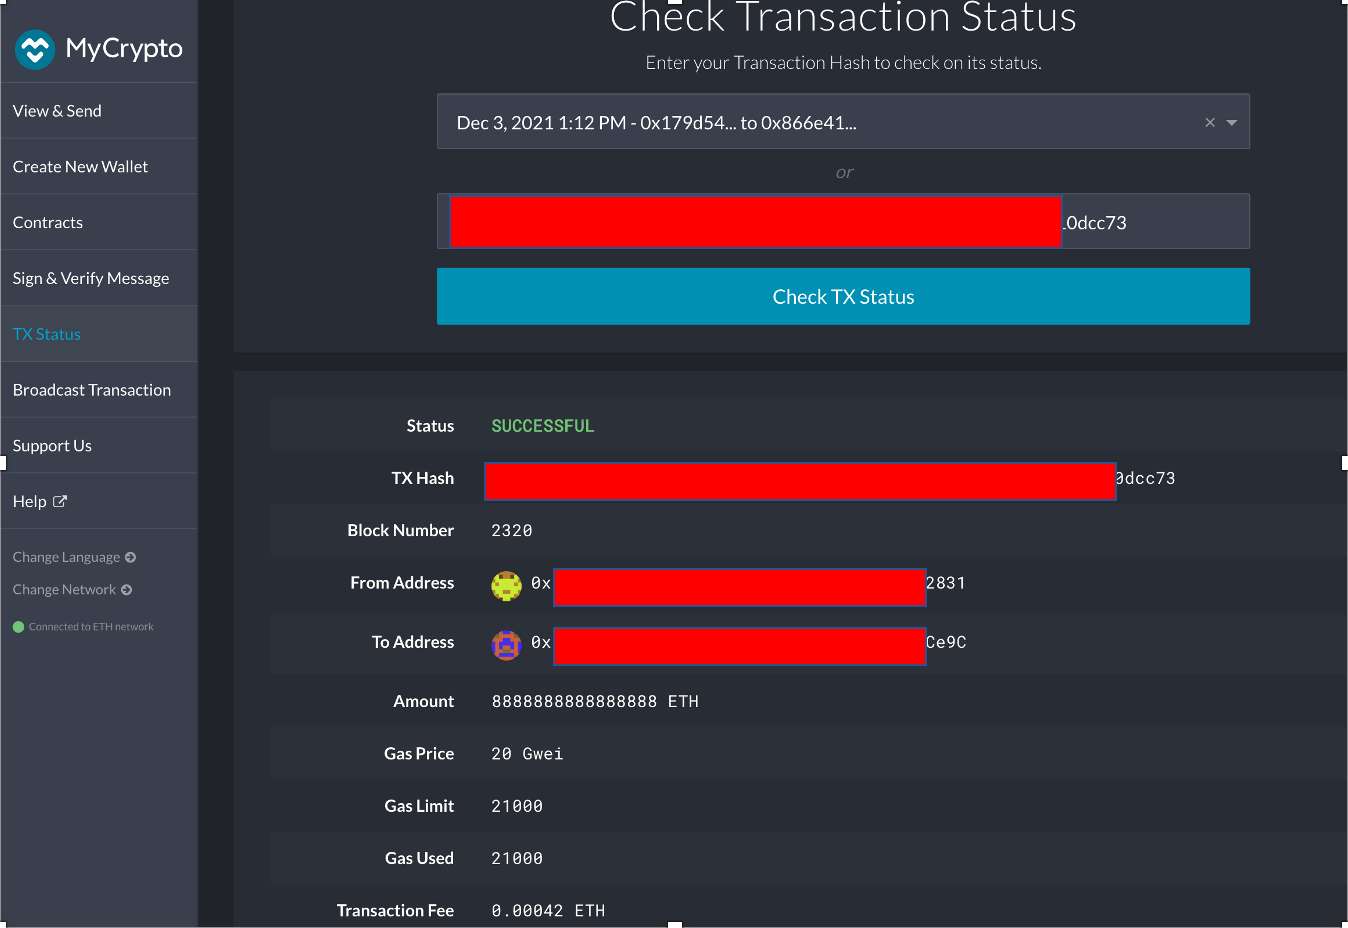 MyCrypto
View & Send
Create New Wallet
Contracts
Sign & Verify Message
TX Status
Broadcast Transaction
Support Us
Help
Change Language
Change Network
Connected to ETH network
Check Transaction Status
Enter your Transaction Hash to check on its status.
Dec 3, 2021 1:12 PM - 0x179d54... to 0x866e41...
or
0dcc73
Check TX Status
Status SUCCESSFUL
TX Hash 0dcc73
Block Number 2320
From Address 0x 2831
To Address 0x Ce9C
Amount 8888888888888888 ETH
Gas Price 20 Gwei
Gas Limit 21000
Gas Used 21000
Transaction Fee 0.00042 ETH